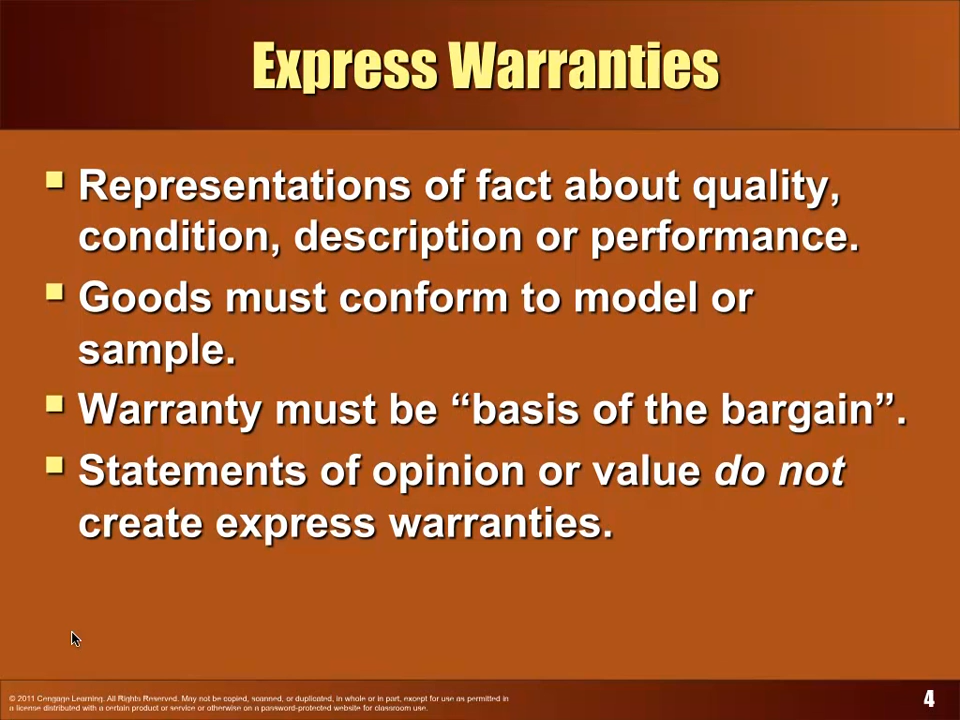 Express Warranties
Representations of fact about quality,
condition, description or performance.
Goods must conform to model or
sample.
Warranty must be “basis of the bargain”.
Statements of opinion or value do not
create express warranties.
© 2011 Cengage Learning. All Rights Reserved. May not be copied, scanned, or duplicated, in whole or in part, except for use as permitted in
a license distributed with a certain product or service or otherwise on a password-protected website for classroom use.
4